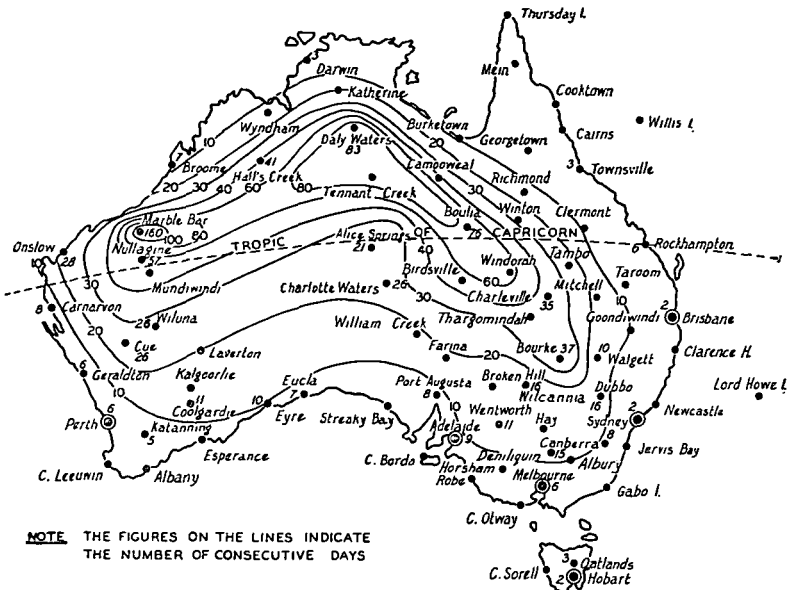 Thursday I.
Mein
Darwin
Katherine
Cooktown
Wyndham
Burketown
Georgetown
Cairns
Willis I.
10
20
7
Broome
41
Hall's Creek
Daly Waters
83
Camooweal
3
Townsville
Richmond
20 30 40 60
80
30
Tennant Creek
Winton
Clermont
Marble Bar
160
100 80
Boulia
76
Onslow
28
10
Nullagine
57
TROPIC
OF
CAPRICORN
Alice Springs
21
40
6
Rockhampton
Mundiwindi
Windorah
Tambo
Birdsville
60
Taroom
30
Charlotte Waters
26
30
Charleville
35
Mitchell
10
8
Carnarvon
Thargomindah
Goondiwindi
2
Brisbane
26
Wiluna
20
William
Creek
Cue
26
Laverton
Farina
20
Bourke 37
10
Walgett
Clarence H.
6
Geraldton
Kalgoorlie
Broken Hill
16
Wilcannia
Dubbo
16
Lord Howe I.
10
11
Coolgardie
10
Eucla
7
Port Augusta
8
10
Wentworth
11
Newcastle
6
Perth
Eyre
Streaky Bay
Hay
Sydney
2
Katanning
5
Adelaide
9
Canberra
15
8
Jervis Bay
Esperance
C. Borda
Deniliquin
Albury
C. Leeuwin
Albany
Horsham
Robe
Melbourne
6
Gabo I.
C. Otway
NOTE THE FIGURES ON THE LINES INDICATE
THE NUMBER OF CONSECUTIVE DAYS
3
Oatlands
C. Sorell
2
Hobart